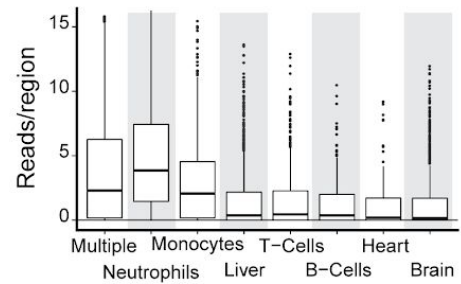 Reads/region
15
10
5
0
Multiple Monocytes T-Cells Heart
Neutrophils Liver B-Cells Brain